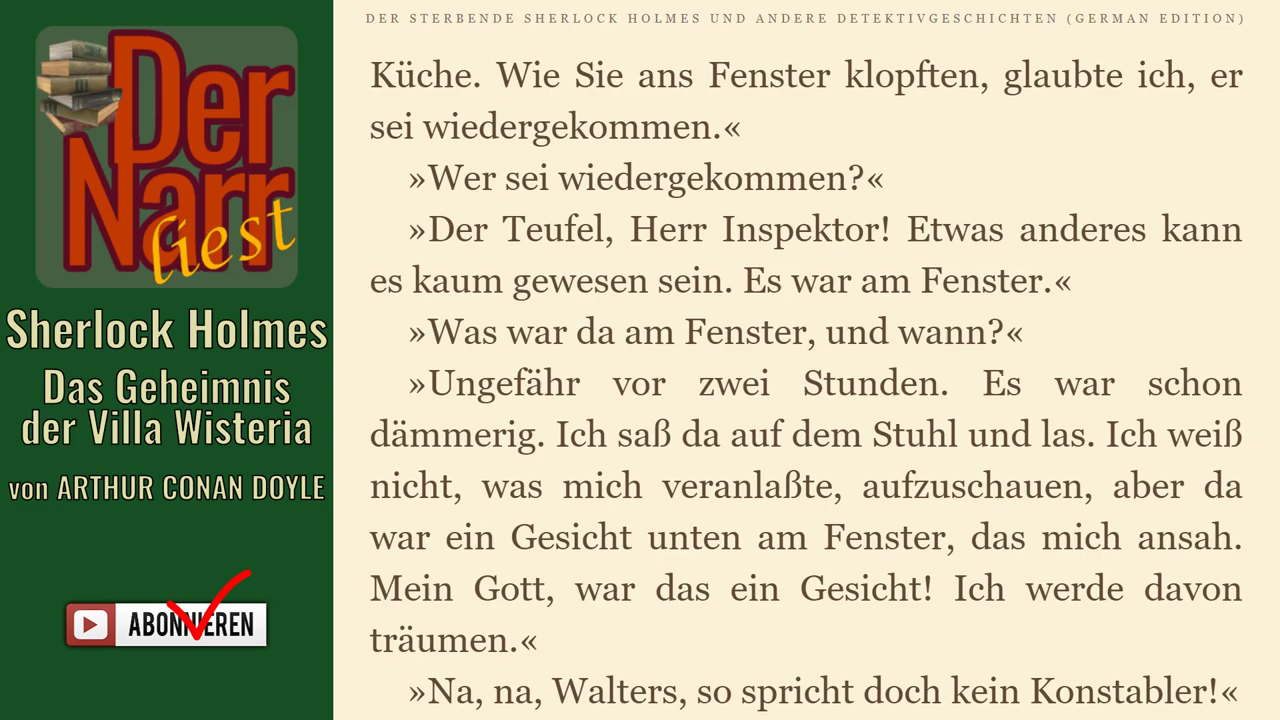 Der
Narr
liest
Sherlock Holmes
Das Geheimnis
der Villa Wisteria
von ARTHUR CONAN DOYLE
ABONNIEREN
DER STERBENDE SHERLOCK HOLMES UND ANDERE DETEKTIVGESCHICHTEN (GERMAN EDITION)
Küche. Wie Sie ans Fenster klopften, glaubte ich, er
sei wiedergekommen.«
»Wer sei wiedergekommen?«
»Der Teufel, Herr Inspektor! Etwas anderes kann
es kaum gewesen sein. Es war am Fenster.«
»Was war da am Fenster, und wann?«
»Ungefähr vor zwei Stunden. Es war schon
dämmerig. Ich saß da auf dem Stuhl und las. Ich weiß
nicht, was mich veranlaßte, aufzuschauen, aber da
war ein Gesicht unten am Fenster, das mich ansah.
Mein Gott, war das ein Gesicht! Ich werde davon
träumen.«
»Na, na, Walters, so spricht doch kein Konstabler!«